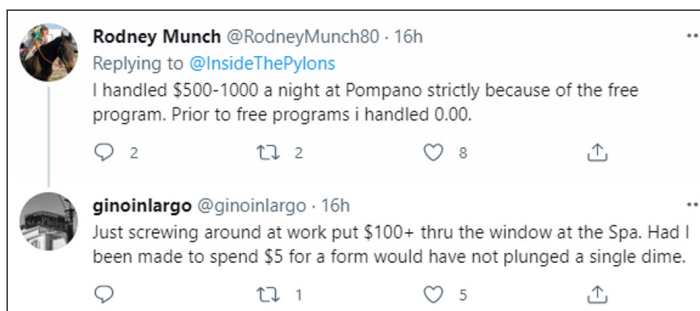 Rodney Munch @RodneyMunch80 · 16h
Replying to @InsideThePylons
I handled $500-1000 a night at Pompano strictly because of the free
program. Prior to free programs i handled 0.00.
2 2 8
ginoinlargo @ginoinlargo · 16h
Just screwing around at work put $100+ thru the window at the Spa. Had I
been made to spend $5 for a form would have not plunged a single dime.
1 5